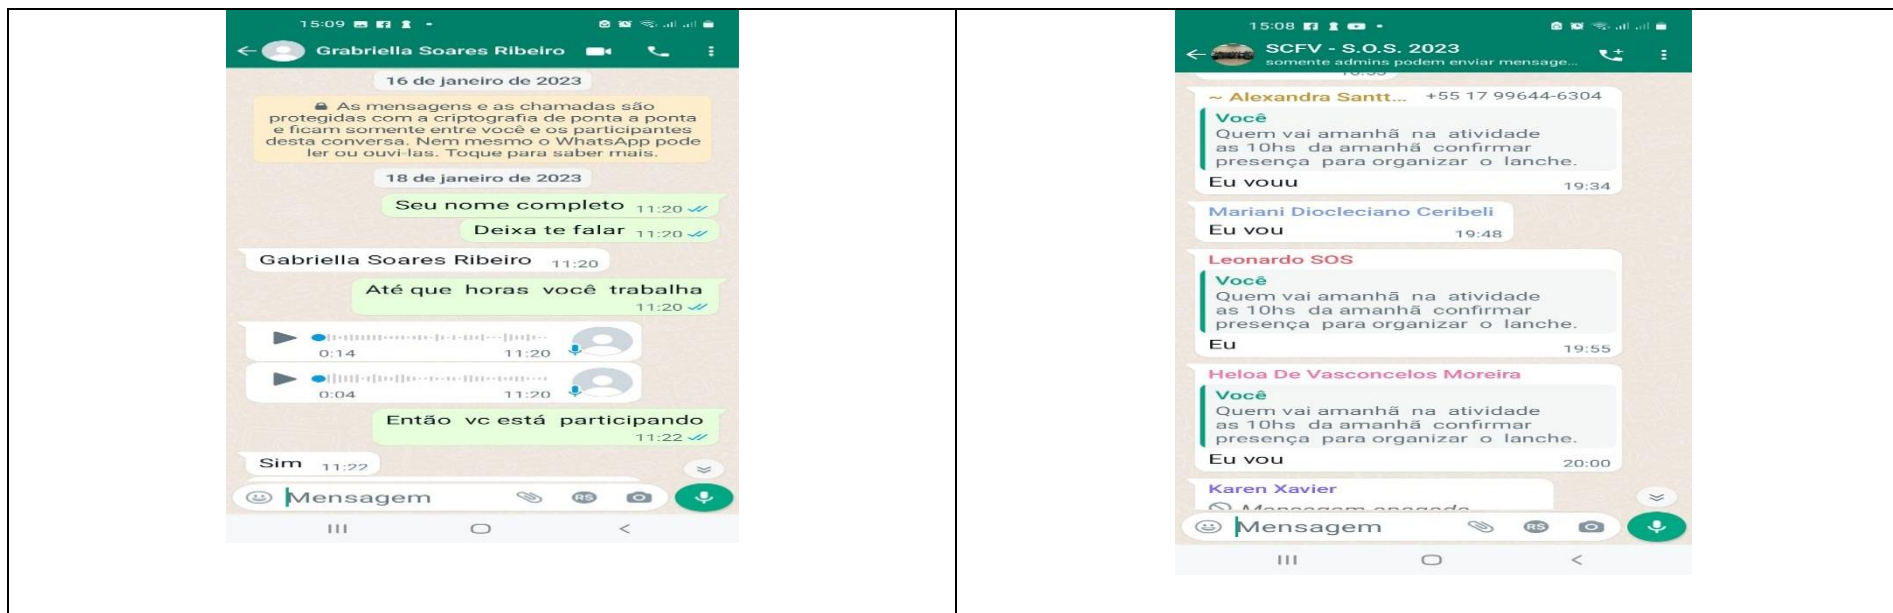 15:09
Grabriella Soares Ribeiro
16 de janeiro de 2023
As mensagens e as chamadas são
protegidas com a criptografia de ponta a ponta
e ficam somente entre você e os participantes
desta conversa. Nem mesmo o WhatsApp pode
ler ou ouvi-las. Toque para saber mais.
18 de janeiro de 2023
Seu nome completo 11:20
Deixa te falar 11:20
Gabriella Soares Ribeiro 11:20
Até que horas você trabalha
11:20
0:14 11:20
0:04 11:20
Então vc está participando
11:22
Sim 11:22
Mensagem
RS
15:08
SCFV - S.O.S. 2023
somente admins podem enviar mensage...
~ Alexandra Santt... +55 17 99644-6304
Você
Quem vai amanhã na atividade
as 10hs da amanhã confirmar
presença para organizar o lanche.
Eu vouu 19:34
Mariani Diocleciano Ceribeli
Eu vou 19:48
Leonardo SOS
Você
Quem vai amanhã na atividade
as 10hs da amanhã confirmar
presença para organizar o lanche.
Eu 19:55
Heloa De Vasconcelos Moreira
Você
Quem vai amanhã na atividade
as 10hs da amanhã confirmar
presença para organizar o lanche.
Eu vou 20:00
Karen Xavier
Mensagem apagada
Mensagem
RS